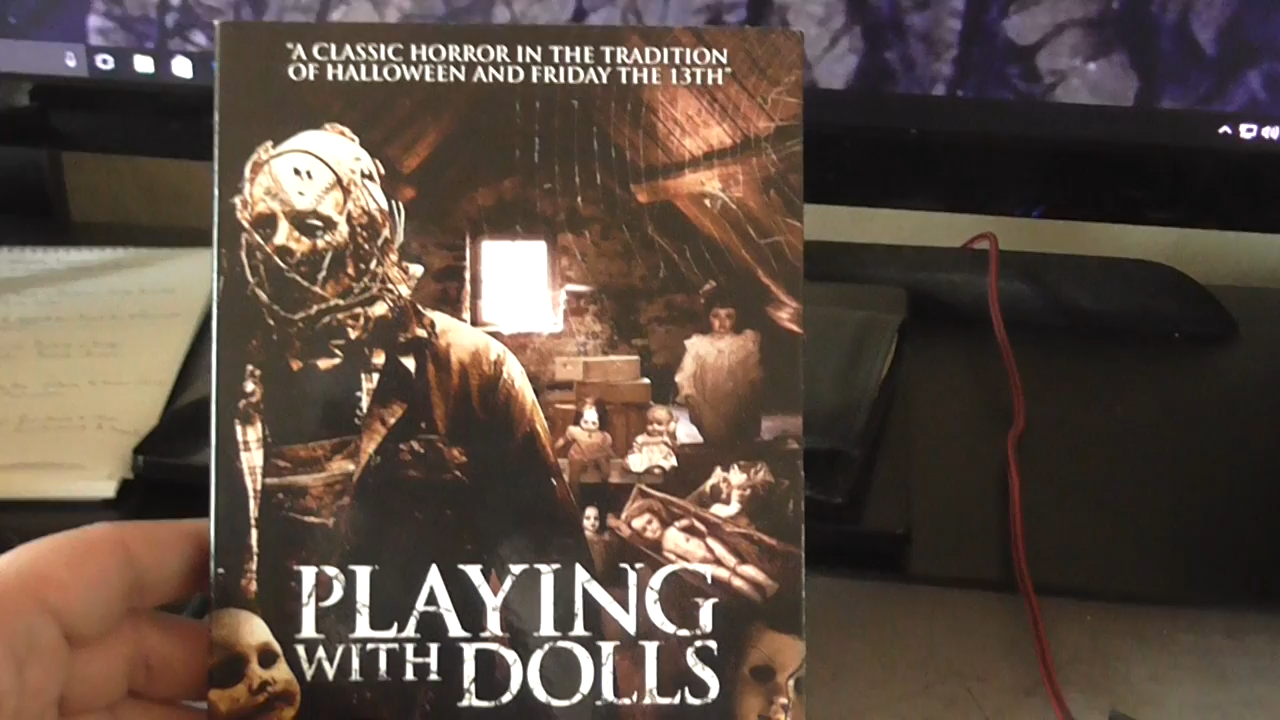 "A CLASSIC HORROR IN THE TRADITION
OF HALLOWEEN AND FRIDAY THE 13TH"
PLAYING
WITH DOLLS